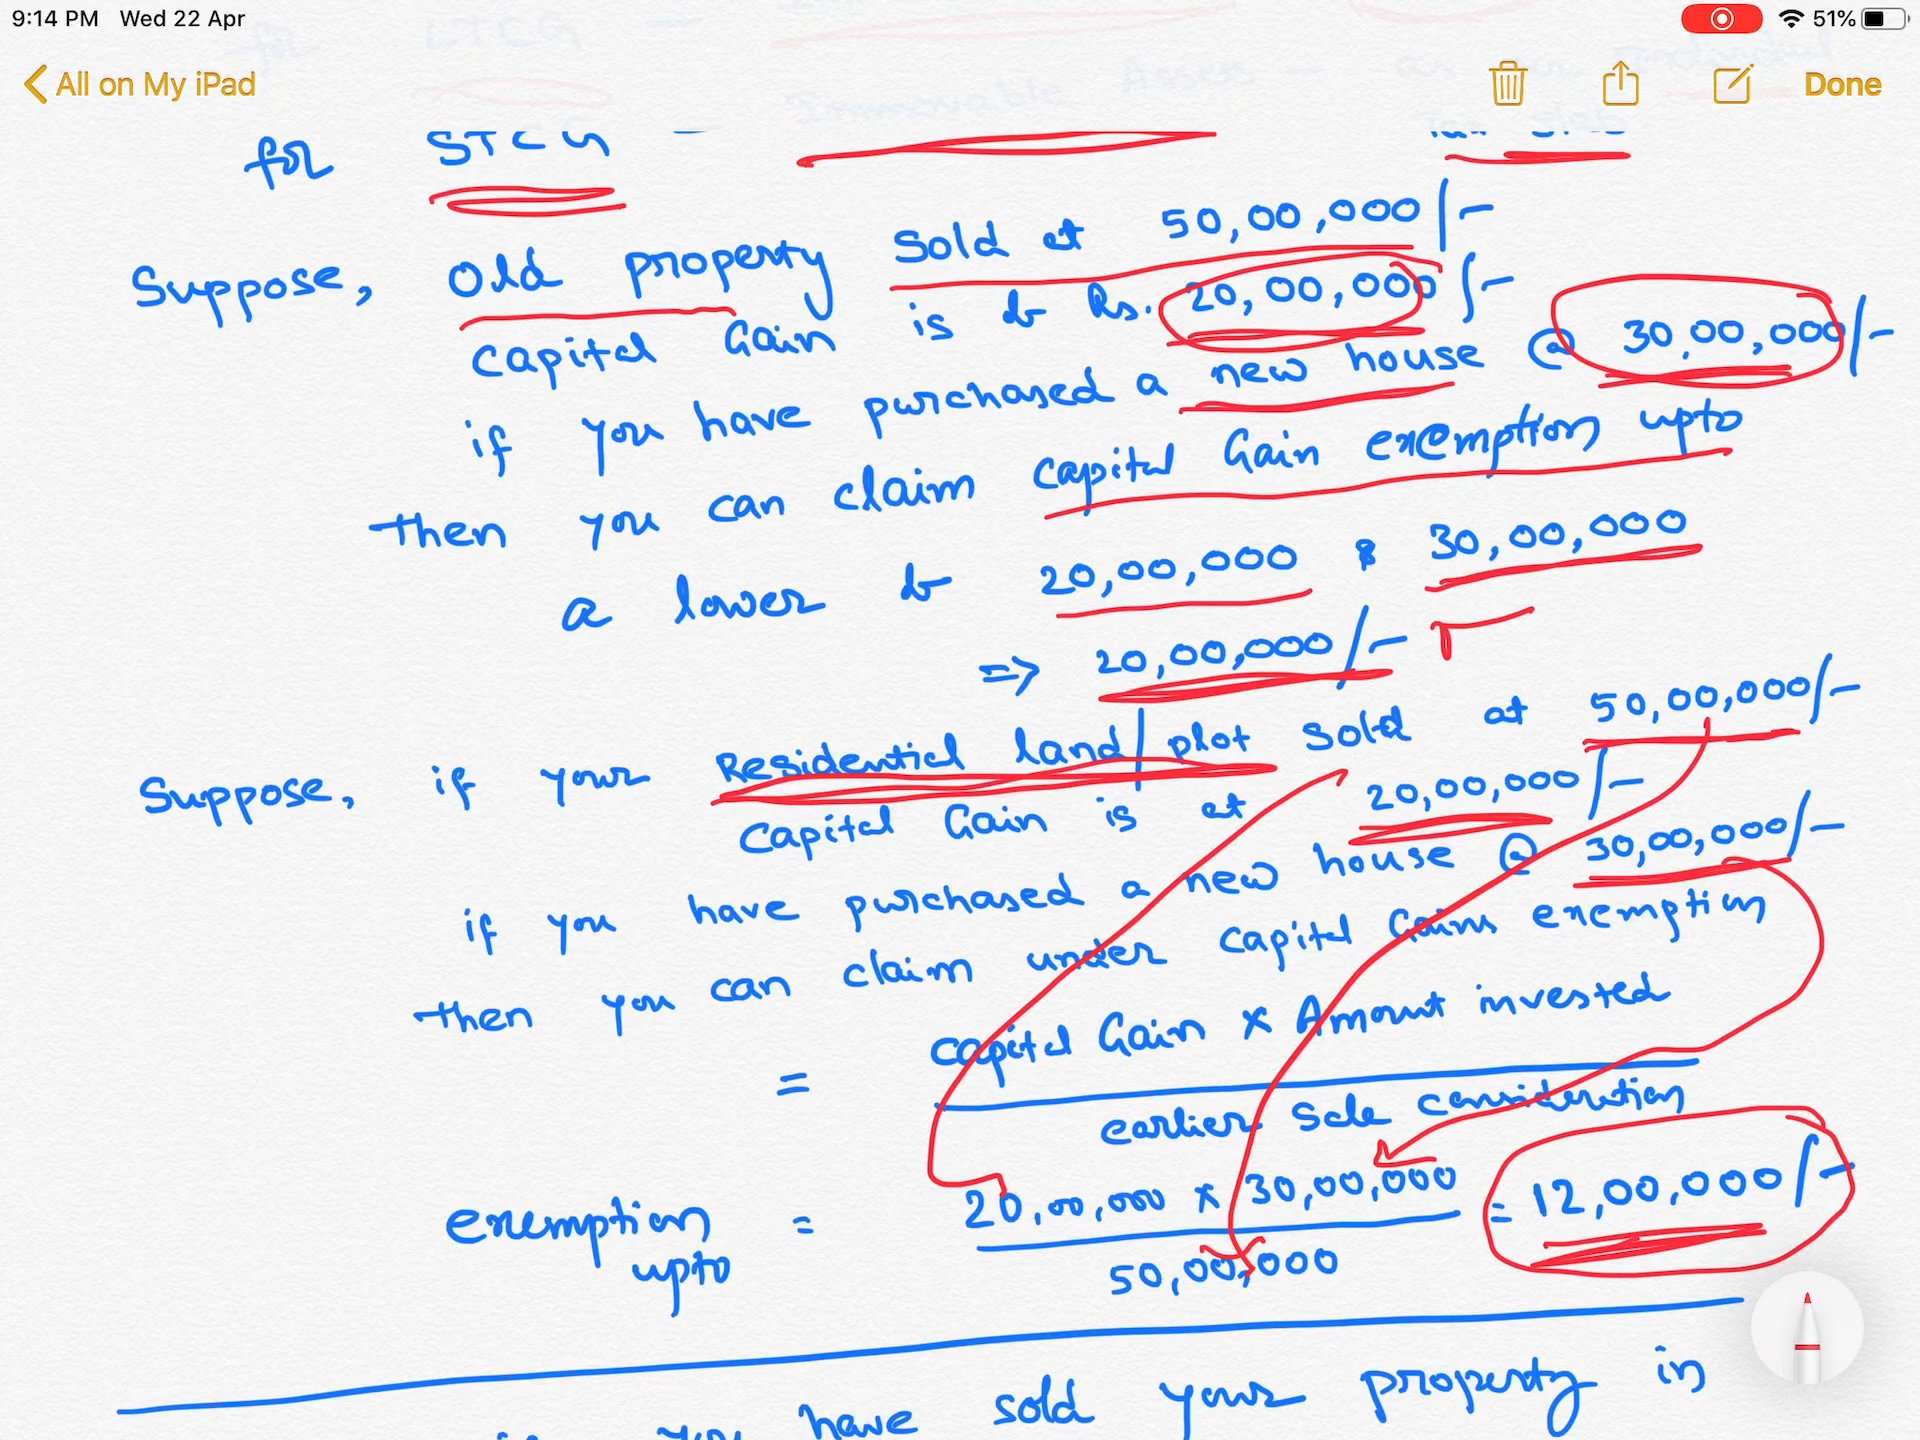 9:14 PM Wed 22 Apr
51%
All on My iPad
Done
for STCG -
Suppose, Old property Sold at 50,00,000/-
Capital Gain is Rs. 20,00,000/-
if you have purchased a new house @ 30,00,000/-
then you can claim Capital Gain exemption upto
a lower 20,00,000 & 30,00,000
=> 20,00,000/-
Suppose, if your Residential land/plot sold at 50,00,000/-
Capital Gain is at 20,00,000/-
if you have purchased a new house @ 30,00,000/-
then you can claim under Capital Gains exemption
= Capital Gain x Amount invested
earlier Sale consideration
exemption upto = 20,00,000 x 30,00,000 = 12,00,000/-
50,00,000
you have sold your property in